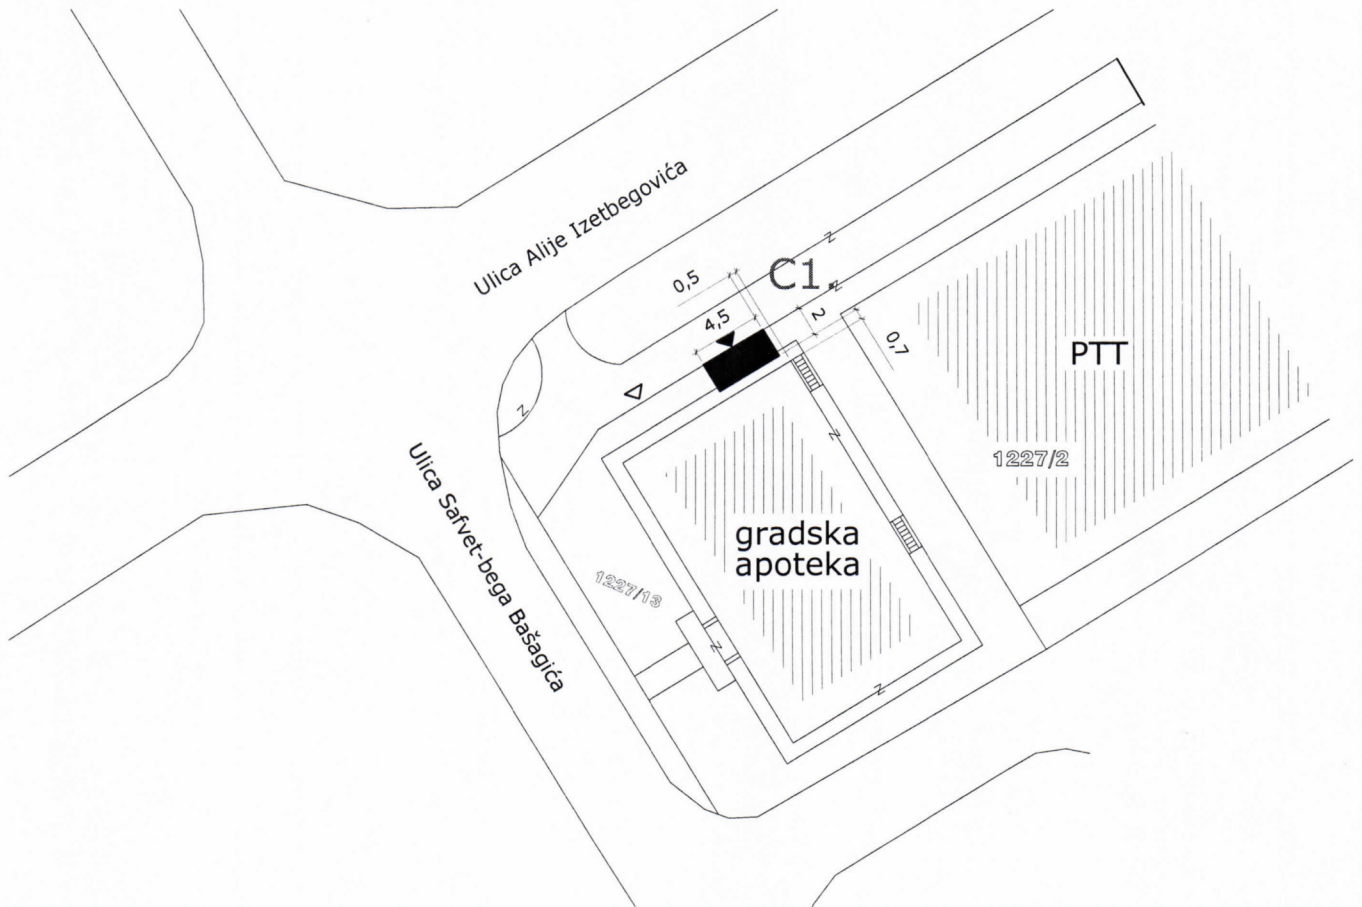 Ulica Alije Izetbegovića
C1.
0,5
4,5
2
0,7
PTT
1227/2
Ulica Safvet-bega Bašagića
gradska
apoteka
1227/13
z
z
z
z
z
z